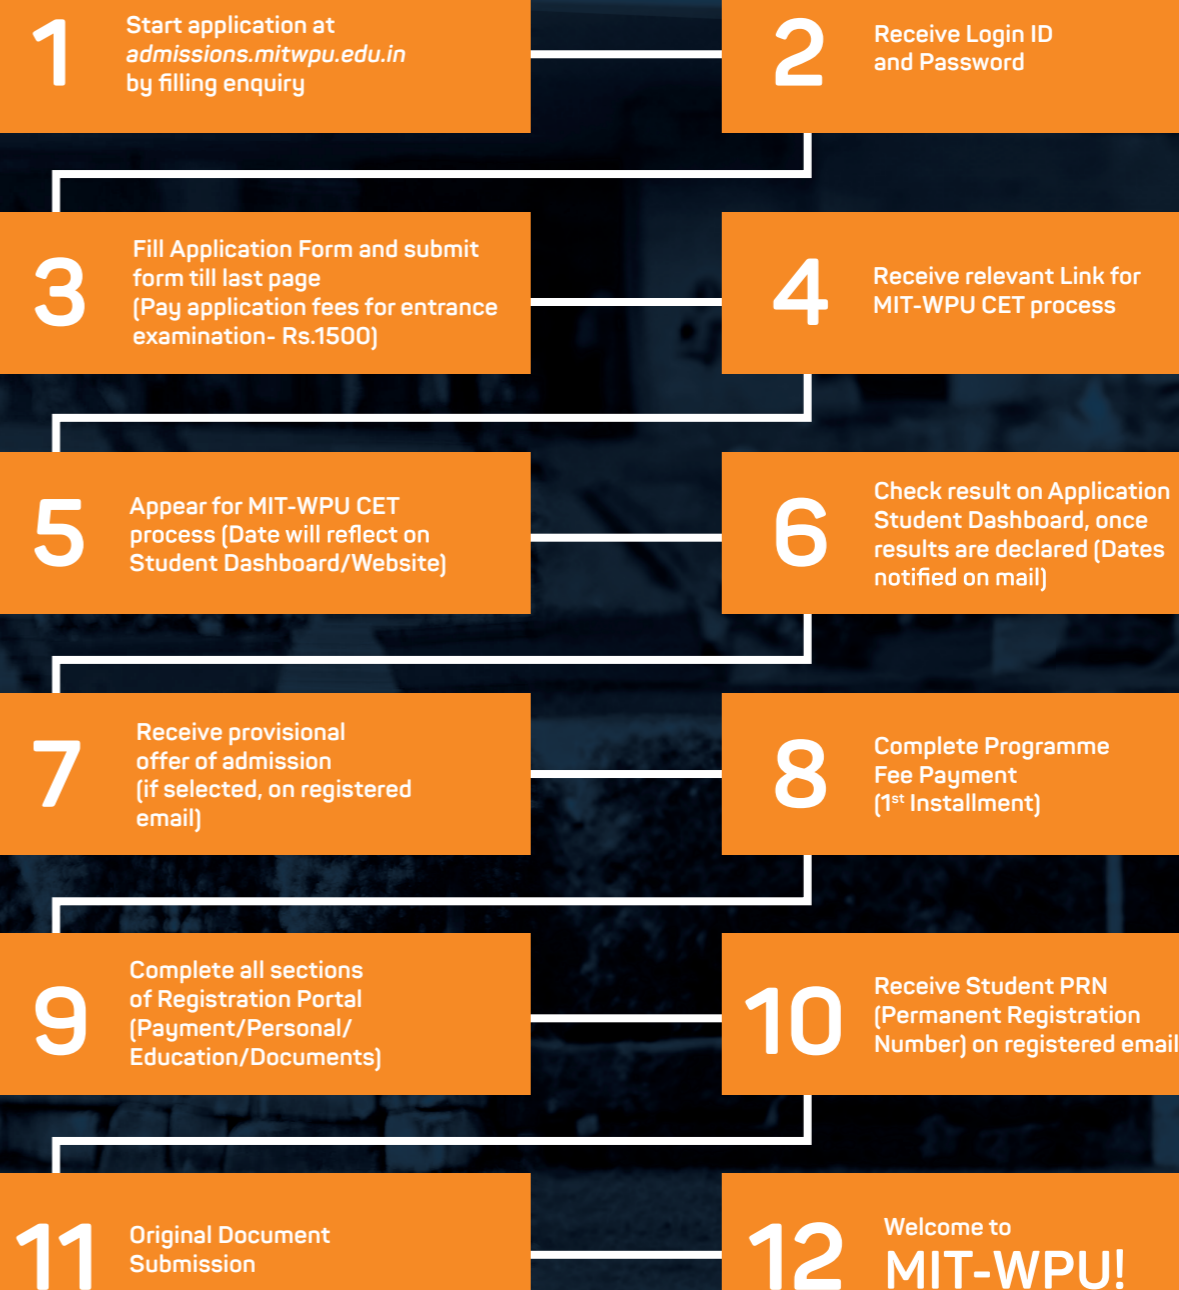 1
Start application at
admissions.mitwpu.edu.in
by filling enquiry
2
Receive Login ID
and Password
3
Fill Application Form and submit
form till last page
(Pay application fees for entrance
examination- Rs.1500)
4
Receive relevant Link for
MIT-WPU CET process
5
Appear for MIT-WPU CET
process (Date will reflect on
Student Dashboard/Website)
6
Check result on Application
Student Dashboard, once
results are declared (Dates
notified on mail)
7
Receive provisional
offer of admission
(if selected, on registered
email)
8
Complete Programme
Fee Payment
(1st Installment)
9
Complete all sections
of Registration Portal
(Payment/Personal/
Education/Documents)
10
Receive Student PRN
(Permanent Registration
Number) on registered email
11
Original Document
Submission
12
Welcome to
MIT-WPU!